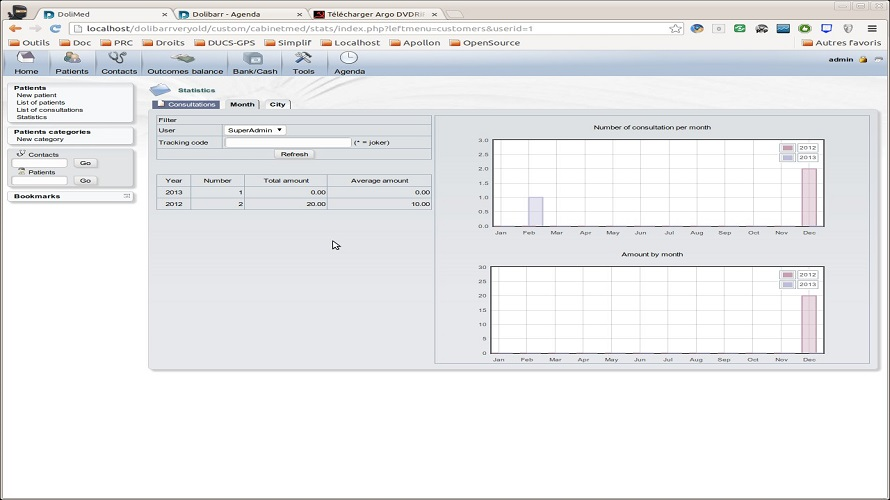 DoliMed Dolibarr - Agenda Télécharger Argo DVDRi
localhost/dolibarrveryold/custom/cabinetmed/stats/index.php?leftmenu=customers&userid=1
Outils Doc PRC Droits DUCS-GPS Simplif Localhost Apollon OpenSource Autres favoris
Home Patients Contacts Outcomes balance Bank/Cash Tools Agenda admin
Patients
New patient
List of patients
List of consultations
Statistics
Patients categories
New category
Contacts
Go
Patients
Go
Bookmarks
Statistics
Consultations Month City
Filter
User SuperAdmin
Tracking code (* = joker)
Refresh
Year Number Total amount Average amount
2013 1 0.00 0.00
2012 2 20.00 10.00
Number of consultation per month
3.0
2.5
2.0
1.5
1.0
0.5
0.0
2012
2013
Jan Feb Mar Apr May Jun Jul Aug Sep Oct Nov Dec
Amount by month
30
25
20
15
10
5
0
2012
2013
Jan Feb Mar Apr May Jun Jul Aug Sep Oct Nov Dec